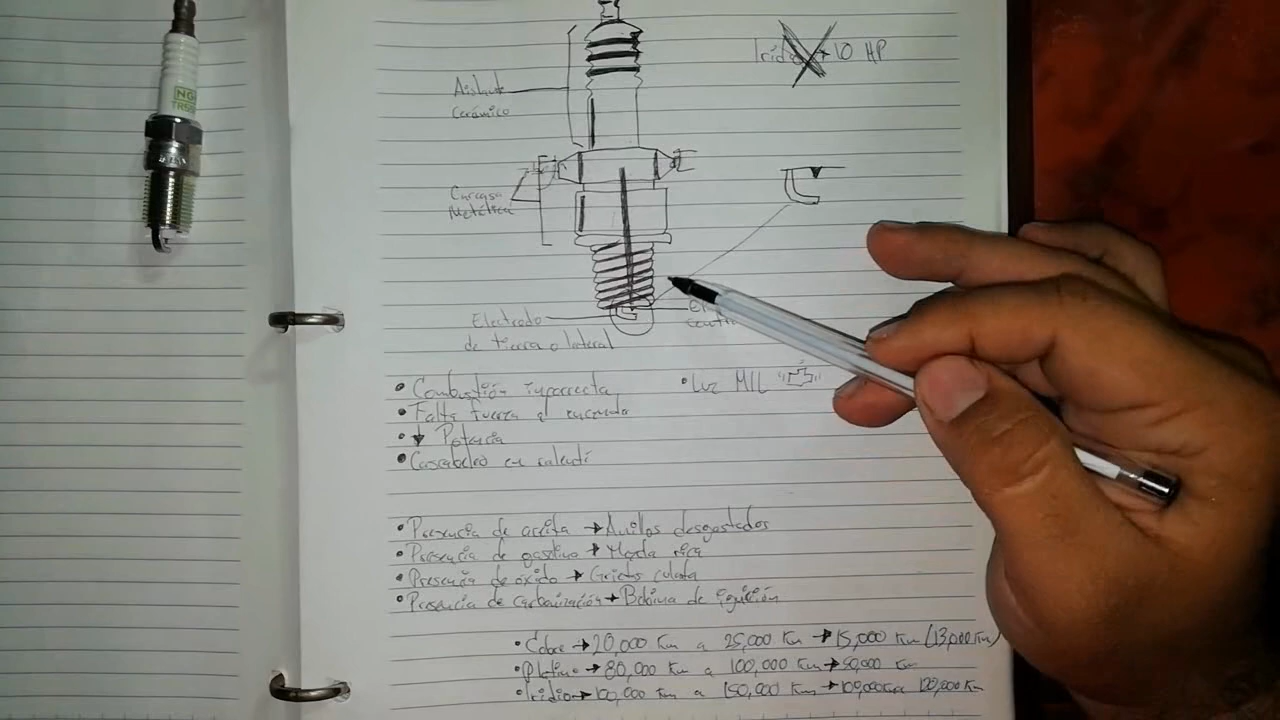 NG
TR5
Iridio +10 HP
Aislante
Cerámico
Carcasa
Metálica
Electrodo
de tierra o lateral
• Combustión incorrecta
• Luz MIL
• Falta fuerza
• ↓ Potencia
• Cascabeleo en
• Presencia de aceite → Anillos desgastados
• Presencia de gasolina → Mezcla rica
• Presencia de óxido → Grietas culata
• Presencia de carbonización → Bobina de ignición
• Cobre → 20,000 Km a 25,000 Km → 15,000 Km (13,000 Km)
• Platino → 80,000 Km a 100,000 Km → 50,000 Km
• Iridio → 100,000 Km a 150,000 Km → 100,000 a 120,000 Km